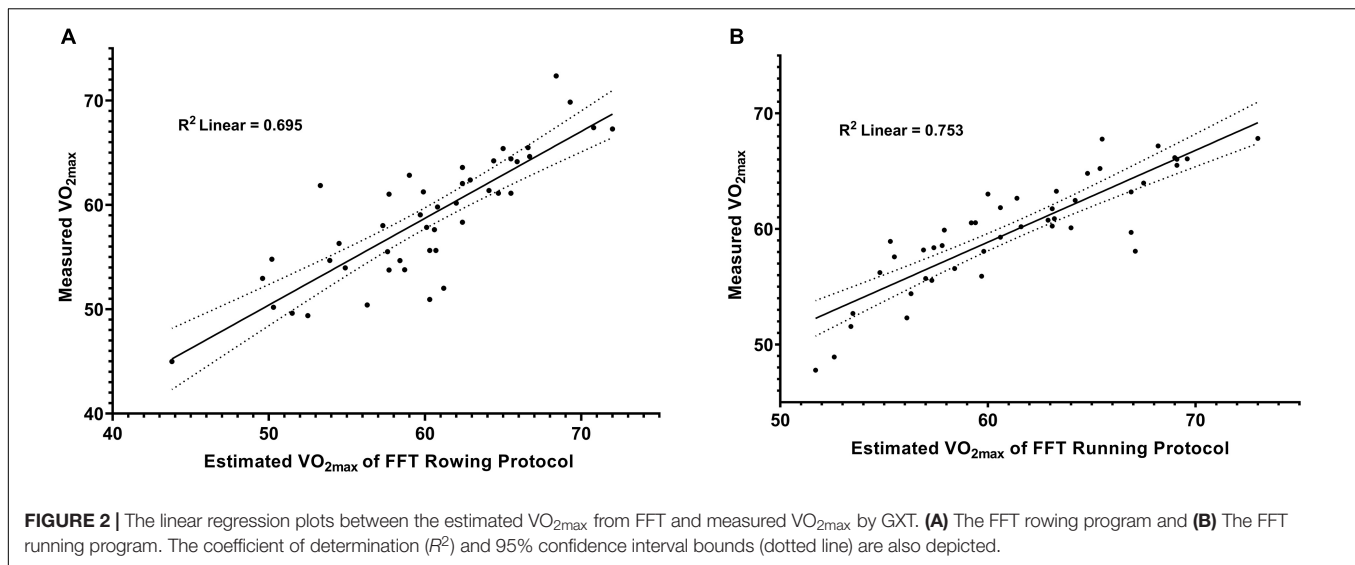 A
70
60
50
40
40 50 60 70
Measured VO2max
R2 Linear = 0.695
Estimated VO2max of FFT Rowing Protocol
B
70
60
50
50 60 70
Measured VO2max
R2 Linear = 0.753
Estimated VO2max of FFT Running Protocol
FIGURE 2 | The linear regression plots between the estimated VO2max from FFT and measured VO2max by GXT. (A) The FFT rowing program and (B) The FFT
running program. The coefficient of determination (R2) and 95% confidence interval bounds (dotted line) are also depicted.